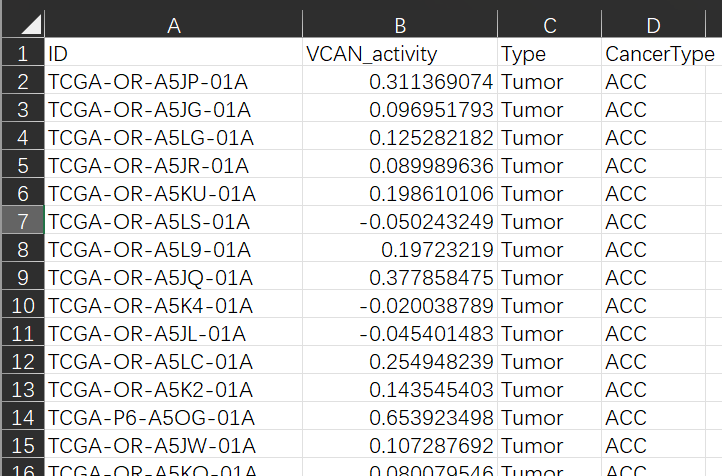 A B C D
1 ID VCAN_activity Type CancerType
2 TCGA-OR-A5JP-01A 0.311369074 Tumor ACC
3 TCGA-OR-A5JG-01A 0.096951793 Tumor ACC
4 TCGA-OR-A5LG-01A 0.125282182 Tumor ACC
5 TCGA-OR-A5JR-01A 0.089989636 Tumor ACC
6 TCGA-OR-A5KU-01A 0.198610106 Tumor ACC
7 TCGA-OR-A5LS-01A -0.050243249 Tumor ACC
8 TCGA-OR-A5L9-01A 0.19723219 Tumor ACC
9 TCGA-OR-A5JQ-01A 0.377858475 Tumor ACC
10 TCGA-OR-A5K4-01A -0.020038789 Tumor ACC
11 TCGA-OR-A5JL-01A -0.045401483 Tumor ACC
12 TCGA-OR-A5LC-01A 0.254948239 Tumor ACC
13 TCGA-OR-A5K2-01A 0.143545403 Tumor ACC
14 TCGA-P6-A5OG-01A 0.653923498 Tumor ACC
15 TCGA-OR-A5JW-01A 0.107287692 Tumor ACC
16 0.080079546 Tumor ACC